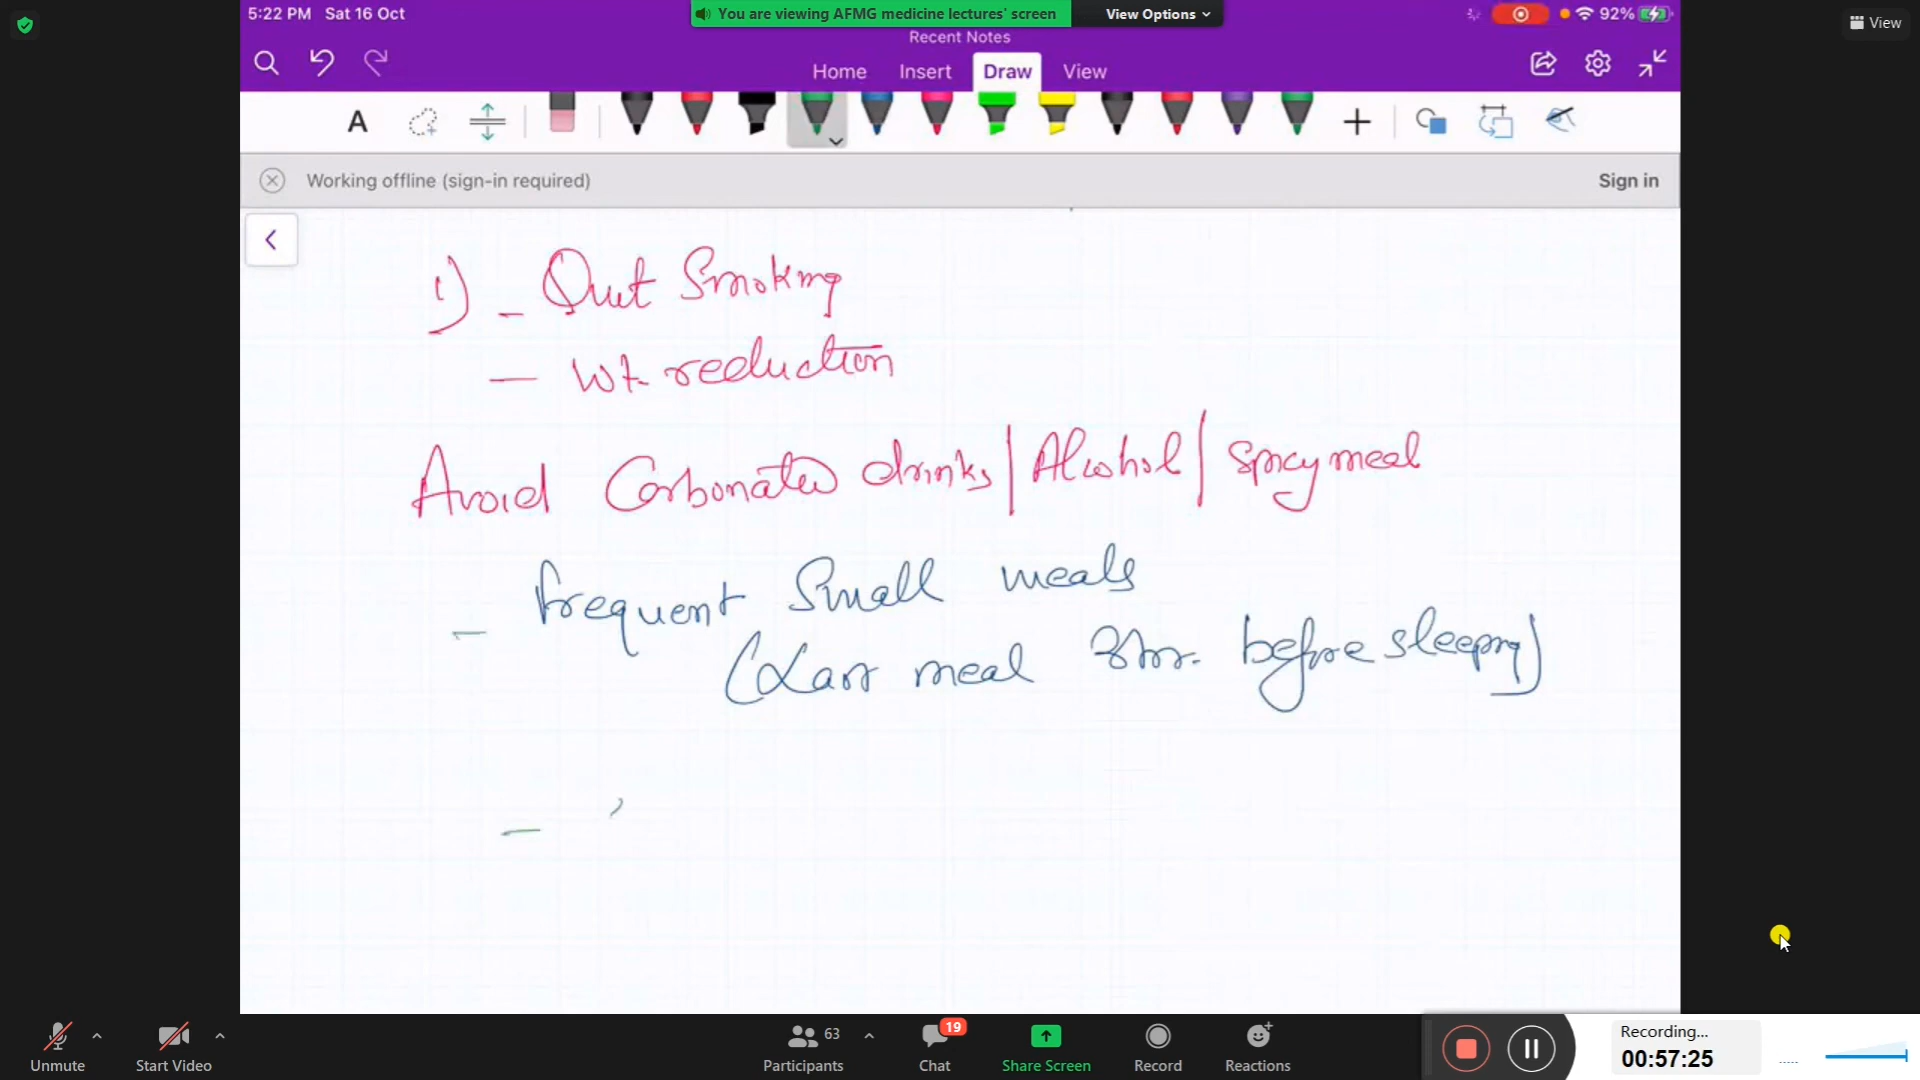 5:22 PM Sat 16 Oct
You are viewing AFMG medicine lectures' screen
View Options
92%
View
Recent Notes
Home Insert Draw View
A
Working offline (sign-in required)
Sign in
1) - Quit Smoking
- Wt. reduction
Avoid Carbonated drinks | Alcohol | Spicy meal
- frequent Small meals
(Last meal 3hr. before sleeping)
-
Unmute
Start Video
63
Participants
19
Chat
Share Screen
Record
Reactions
Recording...
00:57:25